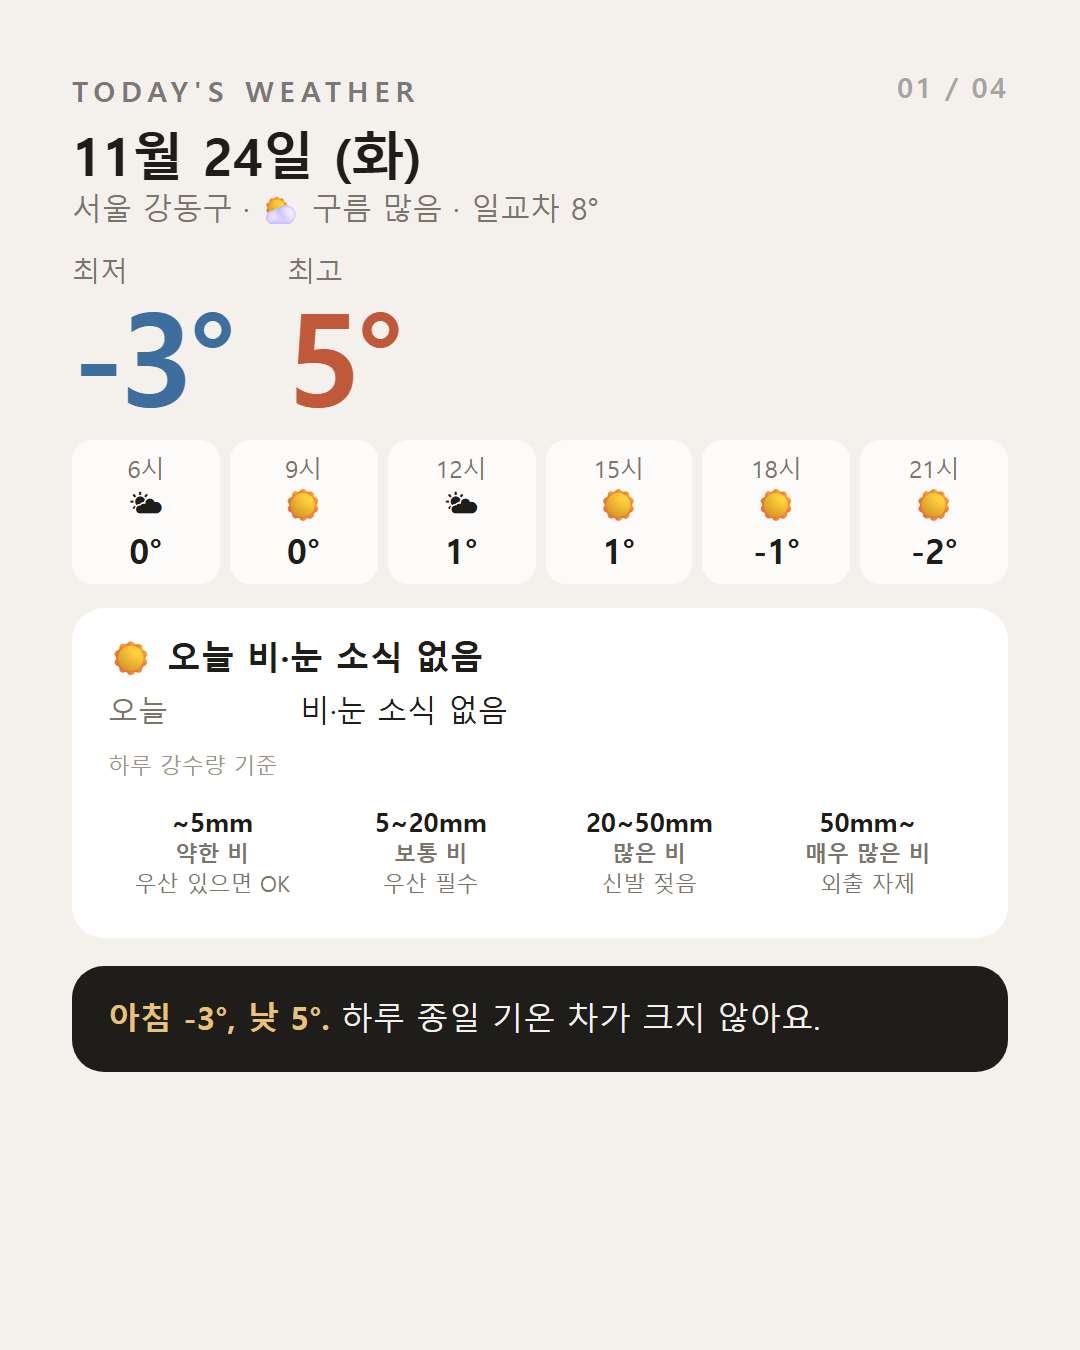 TODAY'S WEATHER
01 / 04
11월 24일 (화)
서울 강동구 · 구름 많음 · 일교차 8°
최저 최고
-3° 5°
6시 9시 12시 15시 18시 21시
0° 0° 1° 1° -1° -2°
오늘 비·눈 소식 없음
오늘 비·눈 소식 없음
하루 강수량 기준
~5mm 5~20mm 20~50mm 50mm~
약한 비 보통 비 많은 비 매우 많은 비
우산 있으면 OK 우산 필수 신발 젖음 외출 자제
아침 -3°, 낮 5°. 하루 종일 기온 차가 크지 않아요.